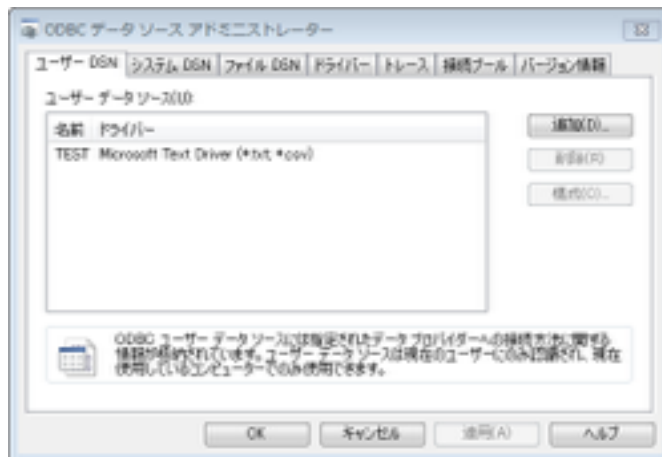 ODBC データ ソース アドミニストレーター
ユーザー DSN
システム DSN
ファイル DSN
ドライバー
トレース
接続プール
バージョン情報
ユーザー データ ソース(U):
名前 ドライバー
TEST Microsoft Text Driver (*.txt; *.csv)
追加(D)...
削除(R)
構成(C)...
ODBC ユーザー データ ソースには指定されたデータ プロバイダーへの接続方法に関する
情報が格納されています。ユーザー データ ソースは現在のユーザーにのみ認識され、現在
使用しているコンピューターでのみ使用できます。
OK
キャンセル
適用(A)
ヘルプ